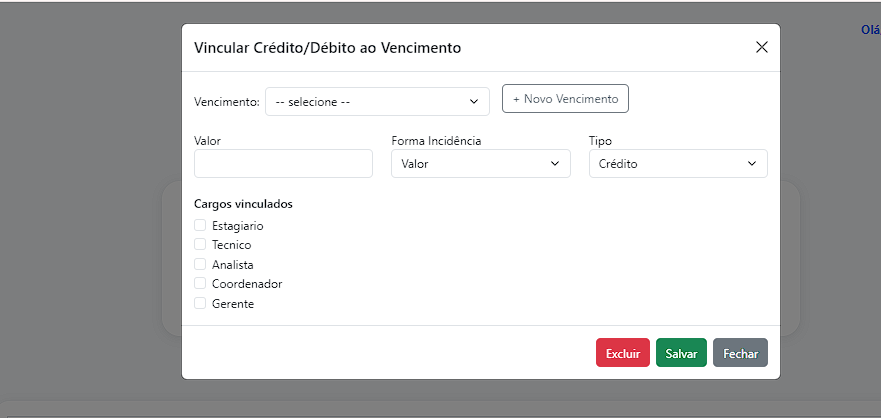 Olá
Vincular Crédito/Débito ao Vencimento
Vencimento: -- selecione -- + Novo Vencimento
Valor Forma Incidência Tipo
Valor Crédito
Cargos vinculados
Estagiario
Tecnico
Analista
Coordenador
Gerente
Excluir Salvar Fechar